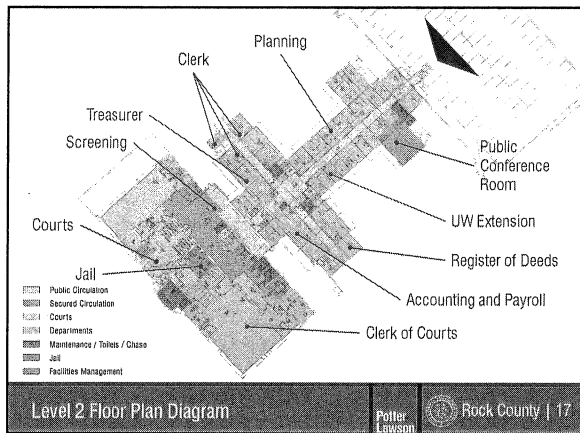 Planning
Clerk
Treasurer
Screening
Public
Conference
Room
UW Extension
Courts
Register of Deeds
Jail
Accounting and Payroll
Clerk of Courts
Public Circulation
Secured Circulation
Courts
Departments
Maintenance / Toilets / Chase
Jail
Facilities Management
Level 2 Floor Plan Diagram
Potter
Lawson
Rock County | 17